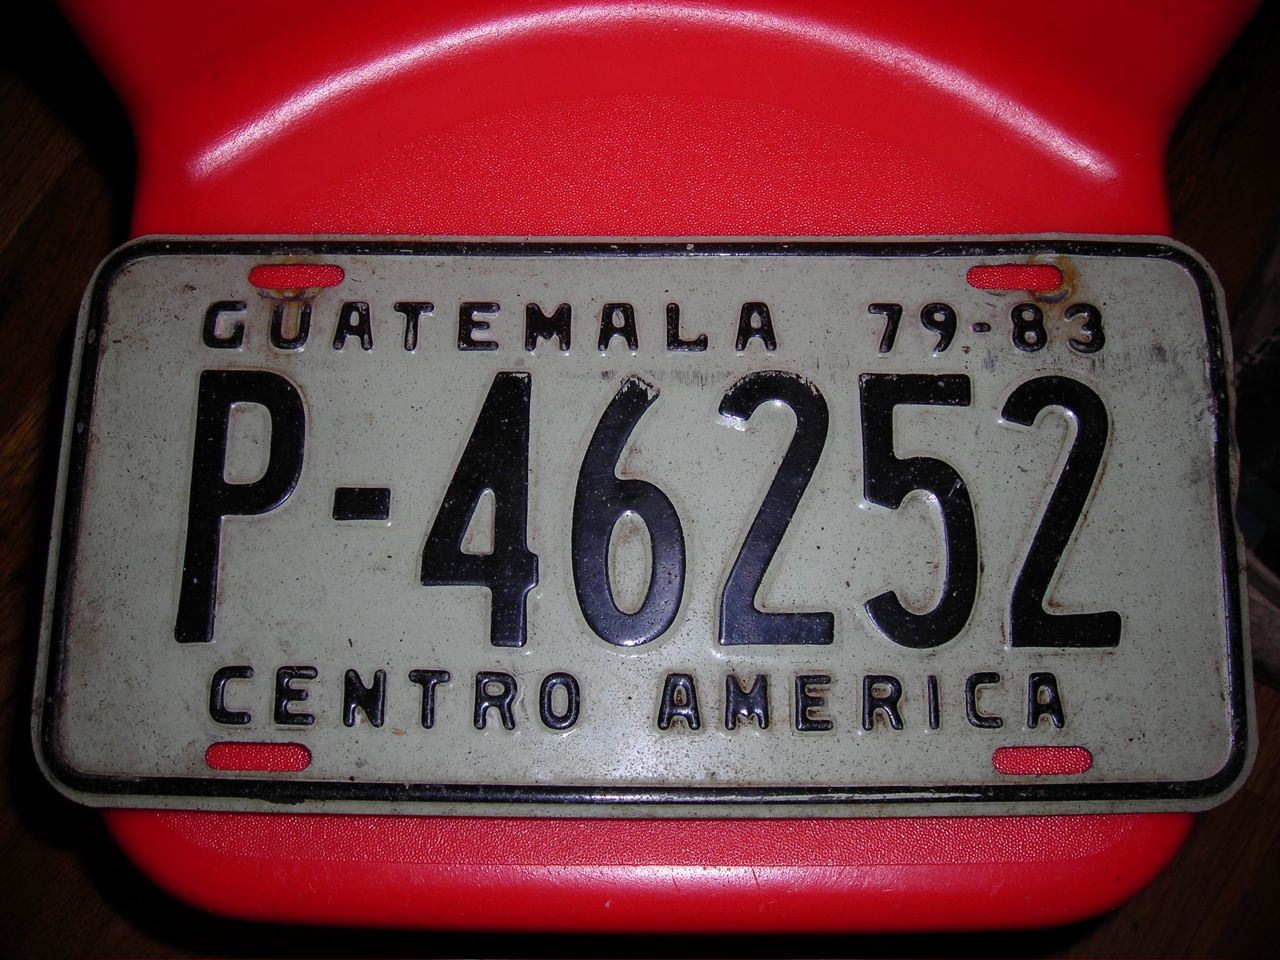 GUATEMALA 79-83
P-46252
CENTRO AMERICA